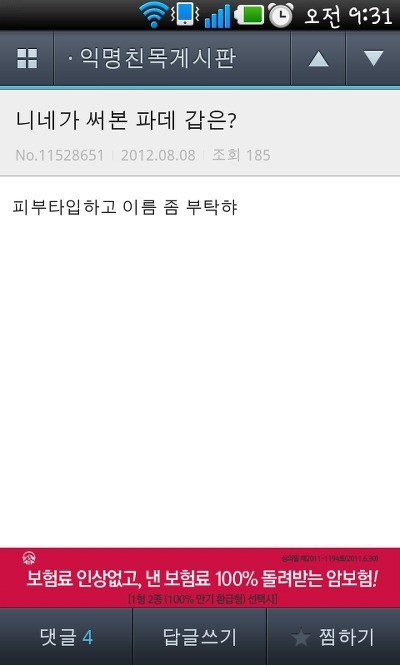 오전 9:31
· 익명친목게시판
니네가 써본 파데 갑은?
No.11528651 | 2012.08.08 | 조회 185
피부타입하고 이름 좀 부탁햐
보험료 인상없고, 낸 보험료 100% 돌려받는 암보험!
[1형 2종 (100% 만기 환급형) 선택시]
댓글 4 답글쓰기 ★ 찜하기